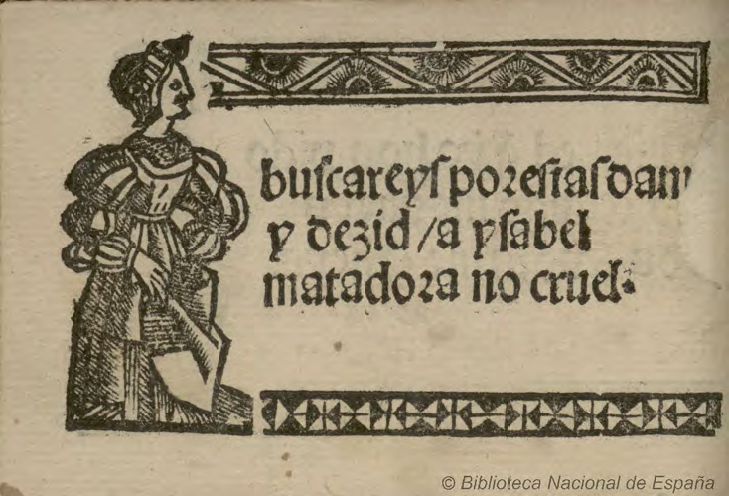 buscareys por estas dam
y dezid /a ysabel
matadora no cruel.
© Biblioteca Nacional de España